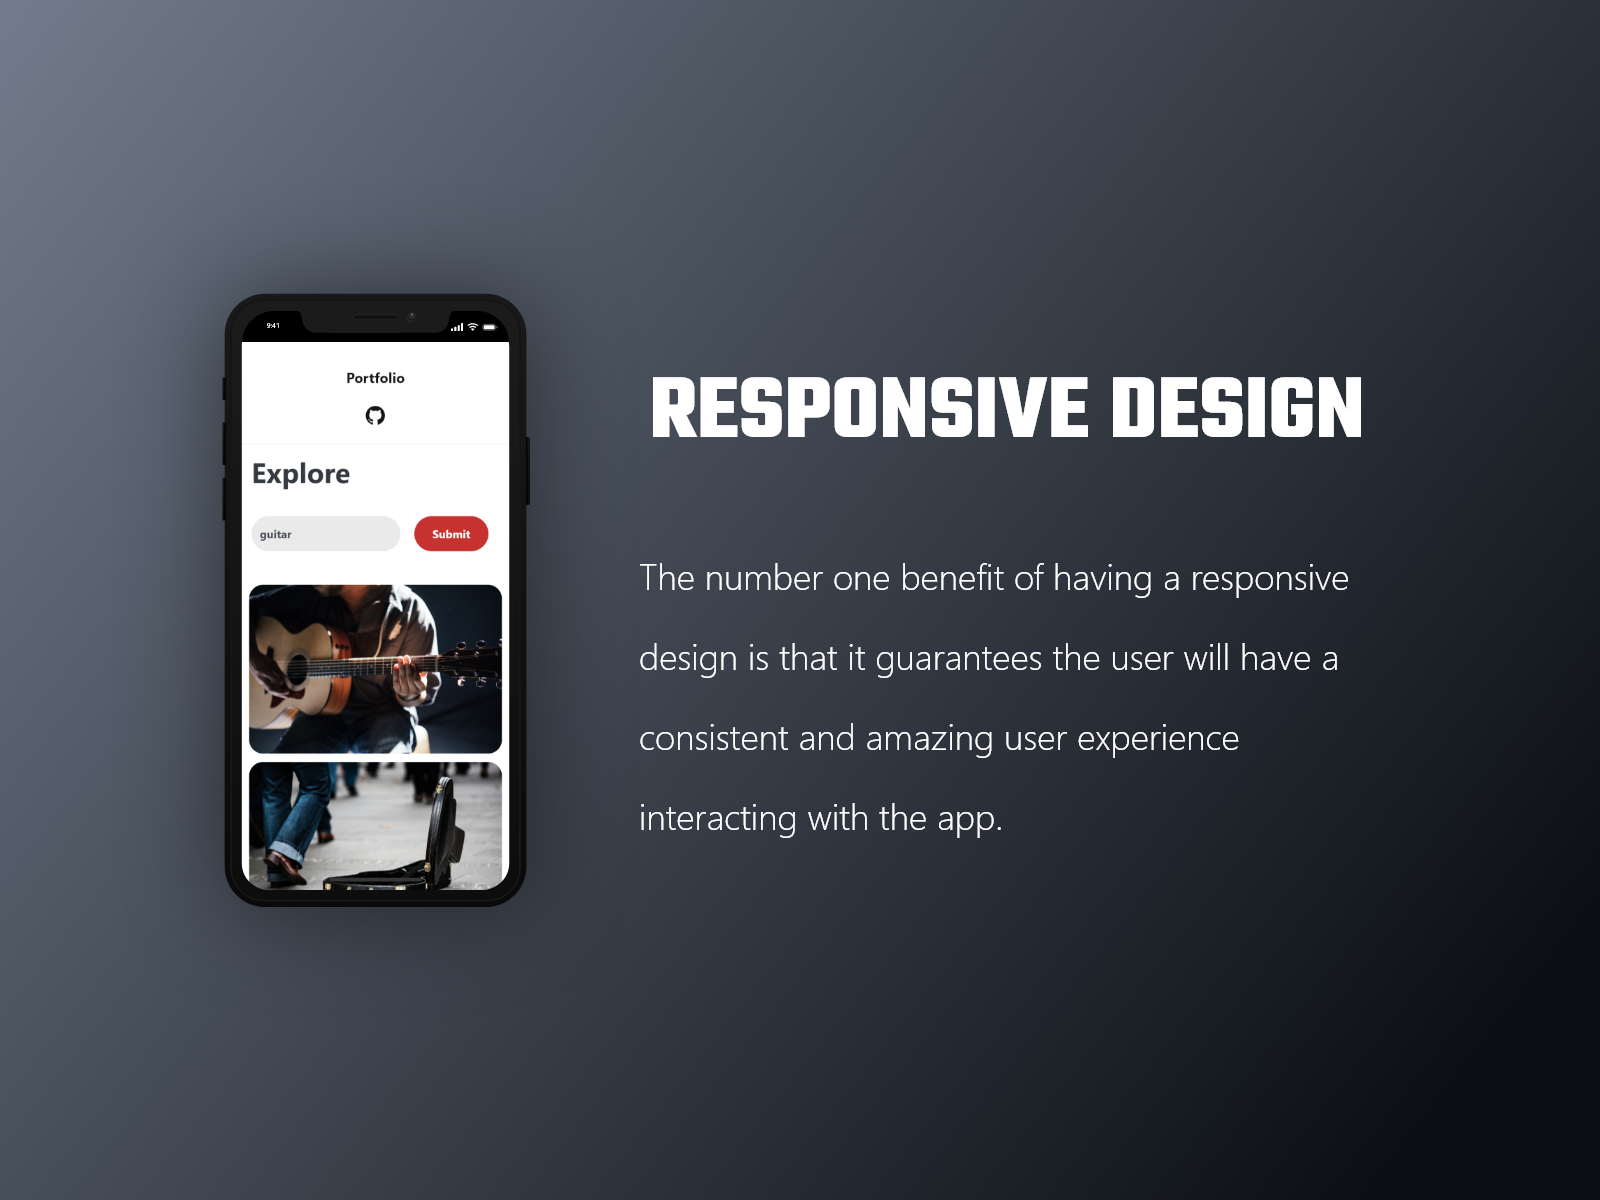 9:41
Portfolio
Explore
guitar
Submit
RESPONSIVE DESIGN
The number one benefit of having a responsive
design is that it guarantees the user will have a
consistent and amazing user experience
interacting with the app.